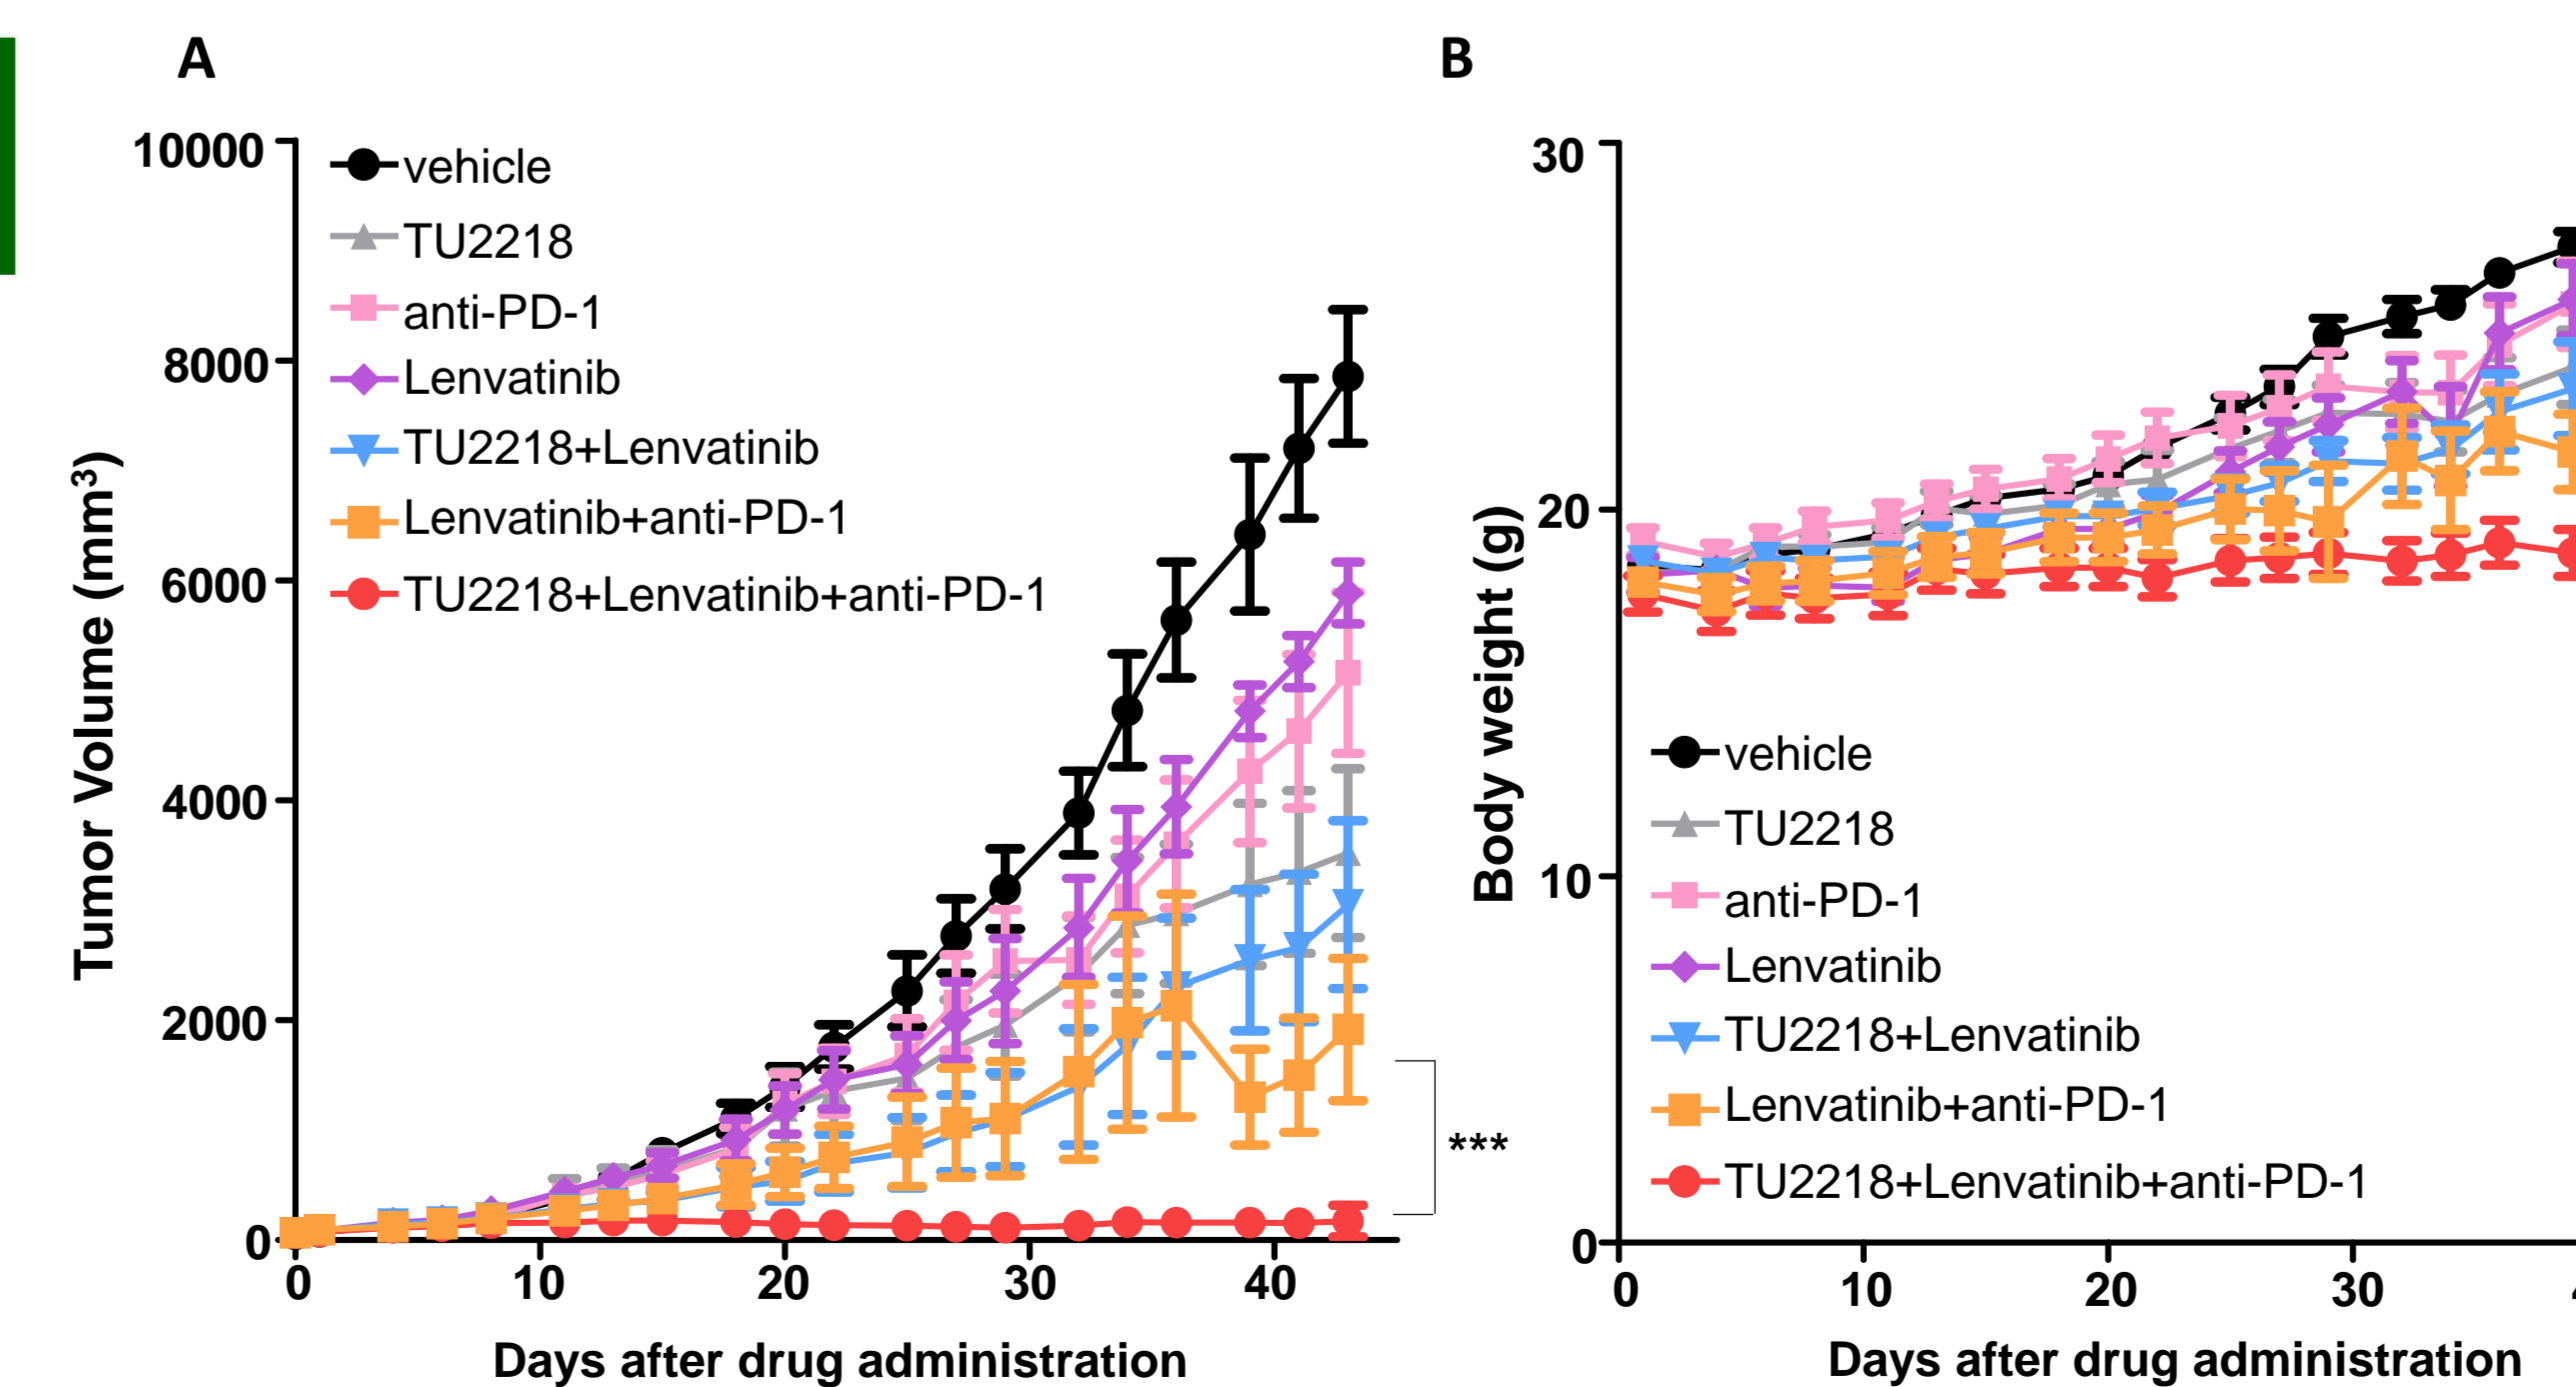 A
10000
8000
6000
4000
2000
0
Tumor Volume (mm³)
vehicle
TU2218
anti-PD-1
Lenvatinib
TU2218+Lenvatinib
Lenvatinib+anti-PD-1
TU2218+Lenvatinib+anti-PD-1
***
0 10 20 30 40
Days after drug administration
B
30
20
10
0
Body weight (g)
vehicle
TU2218
anti-PD-1
Lenvatinib
TU2218+Lenvatinib
Lenvatinib+anti-PD-1
TU2218+Lenvatinib+anti-PD-1
0 10 20 30
Days after drug administration